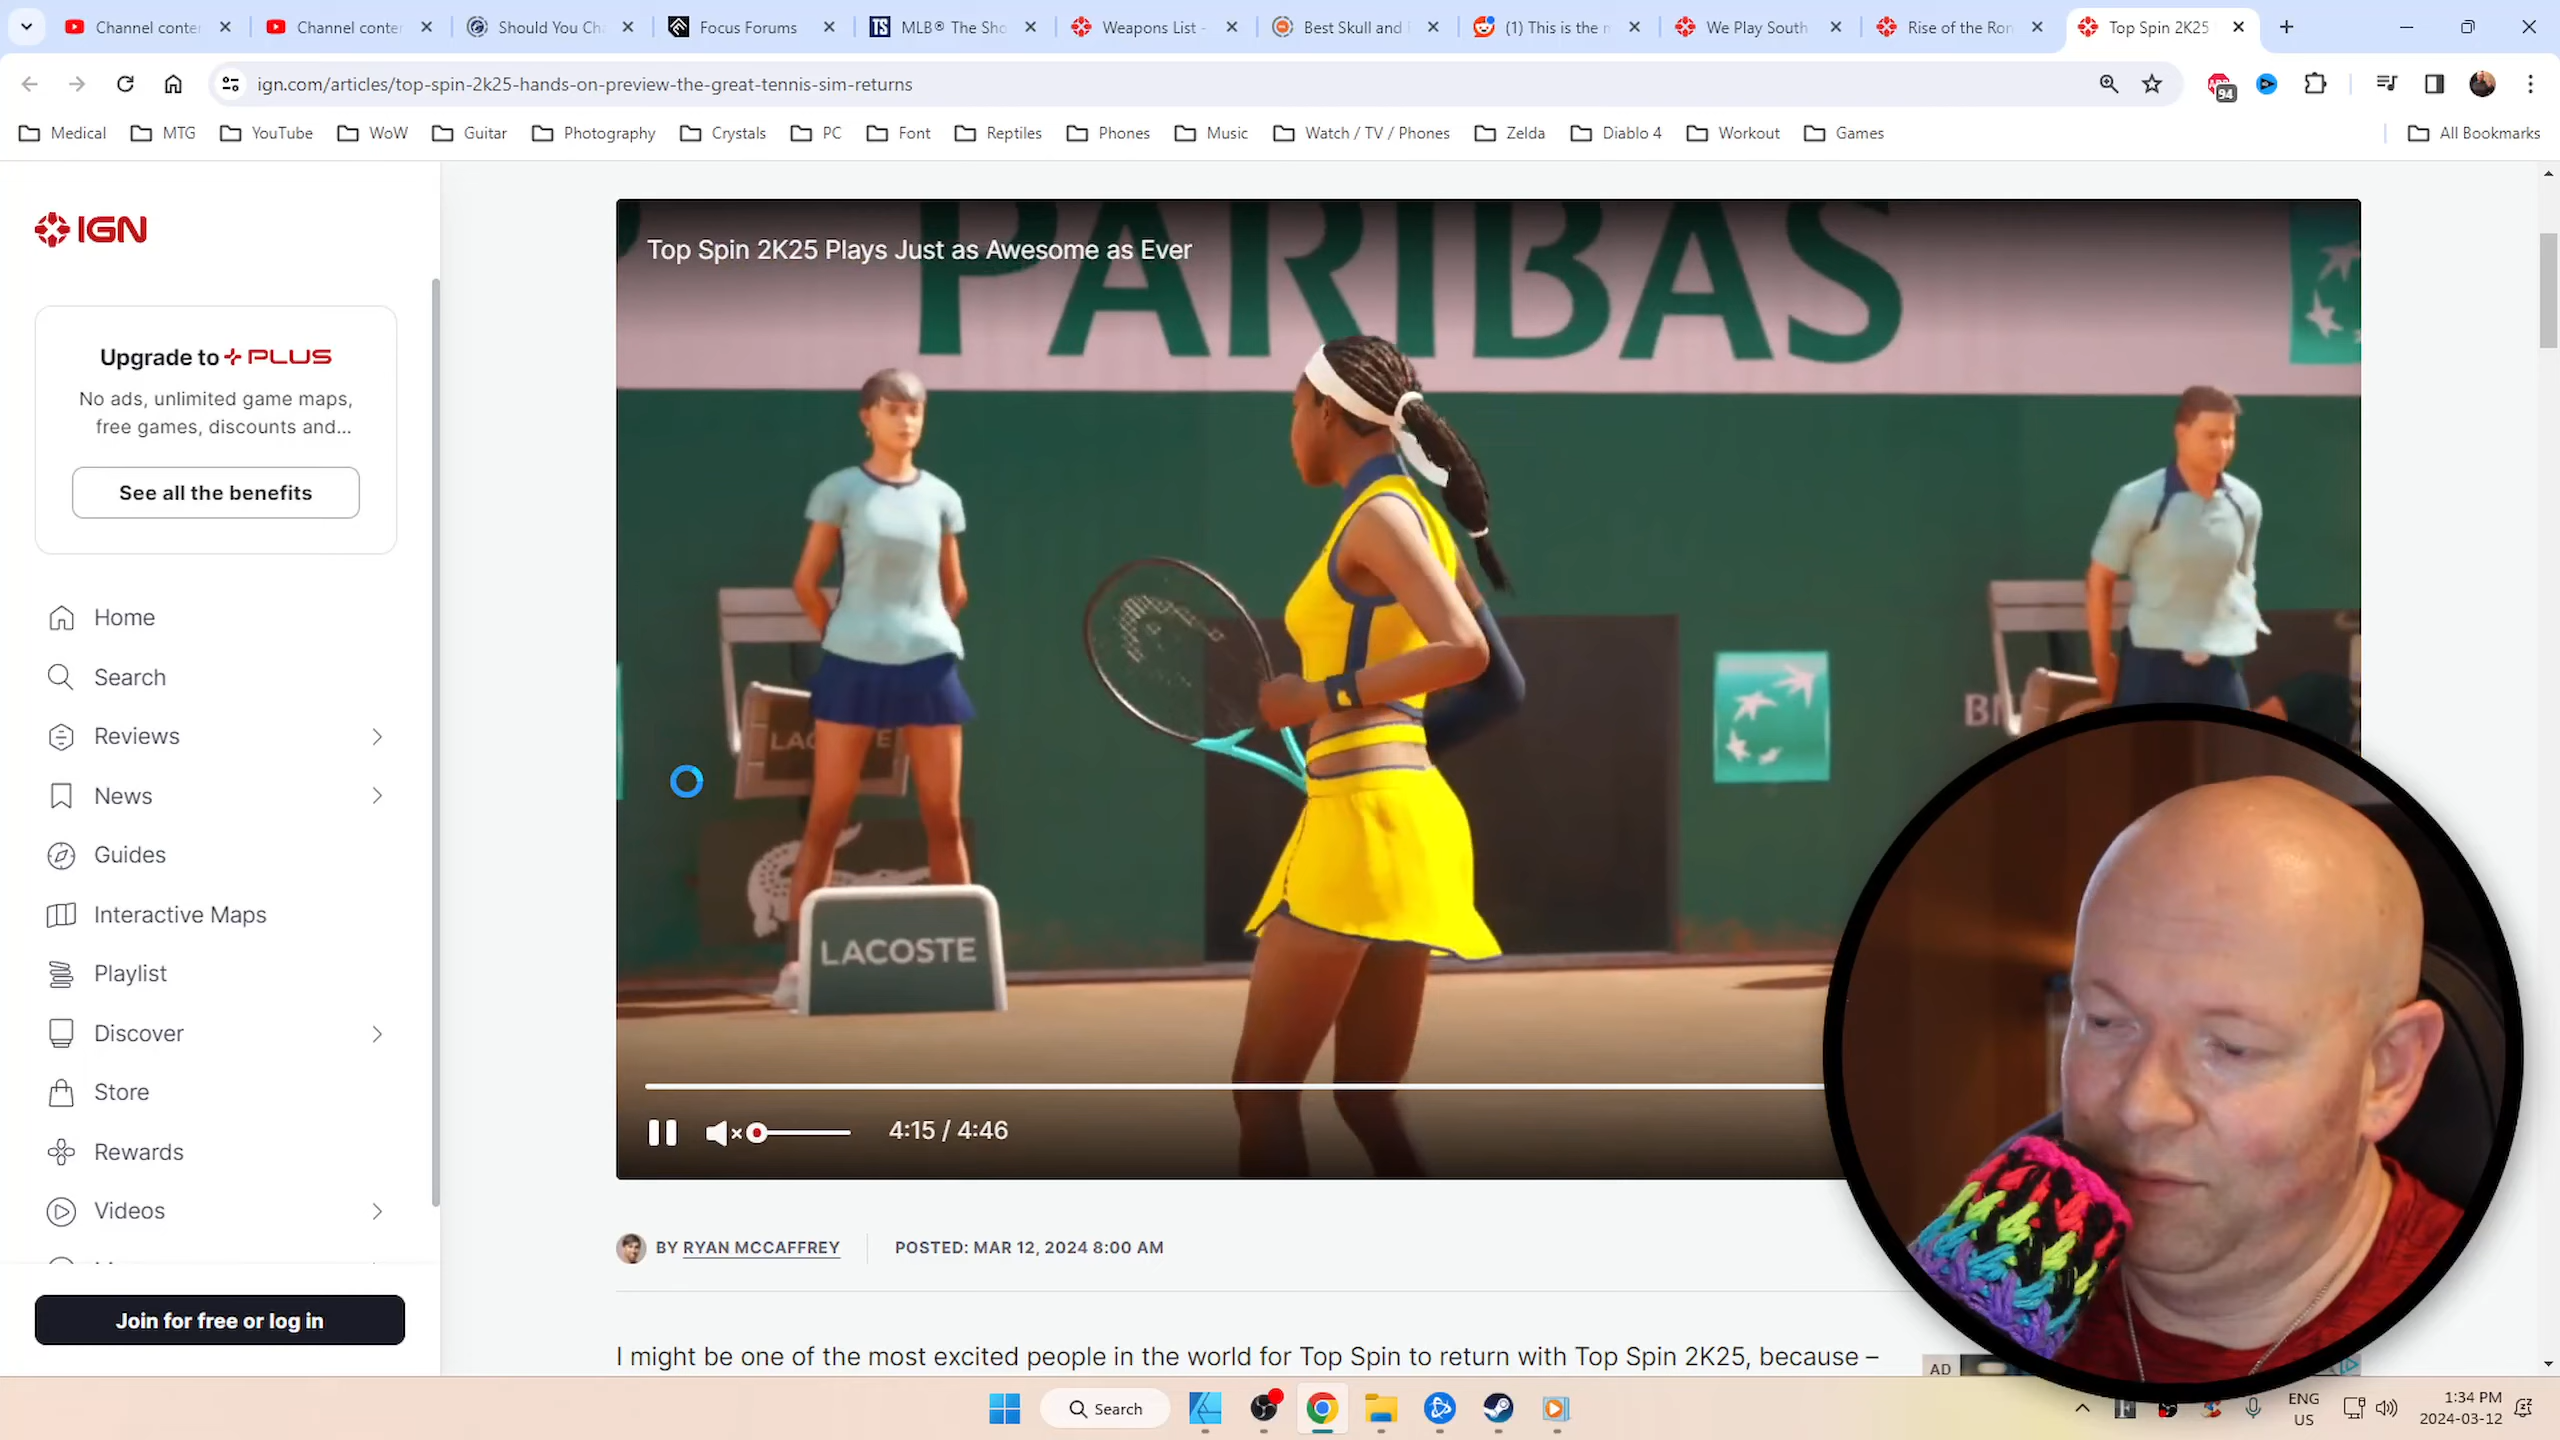 Channel conter
Channel conter
Should You Cha
Focus Forums
MLB® The Sho
Weapons List -
Best Skull and
(1) This is the m
We Play South
Rise of the Ron
Top Spin 2K25
ign.com/articles/top-spin-2k25-hands-on-preview-the-great-tennis-sim-returns
94
Medical
MTG
YouTube
WoW
Guitar
Photography
Crystals
PC
Font
Reptiles
Phones
Music
Watch / TV / Phones
Zelda
Diablo 4
Workout
Games
All Bookmarks
IGN
Upgrade to PLUS
No ads, unlimited game maps,
free games, discounts and...
See all the benefits
Home
Search
Reviews
News
Guides
Interactive Maps
Playlist
Discover
Store
Rewards
Videos
Join for free or log in
PARIBAS
Top Spin 2K25 Plays Just as Awesome as Ever
LACOSTE
4:15 / 4:46
BY RYAN MCCAFFREY
POSTED: MAR 12, 2024 8:00 AM
I might be one of the most excited people in the world for Top Spin to return with Top Spin 2K25, because –
AD
Search
ENG
US
1:34 PM
2024-03-12